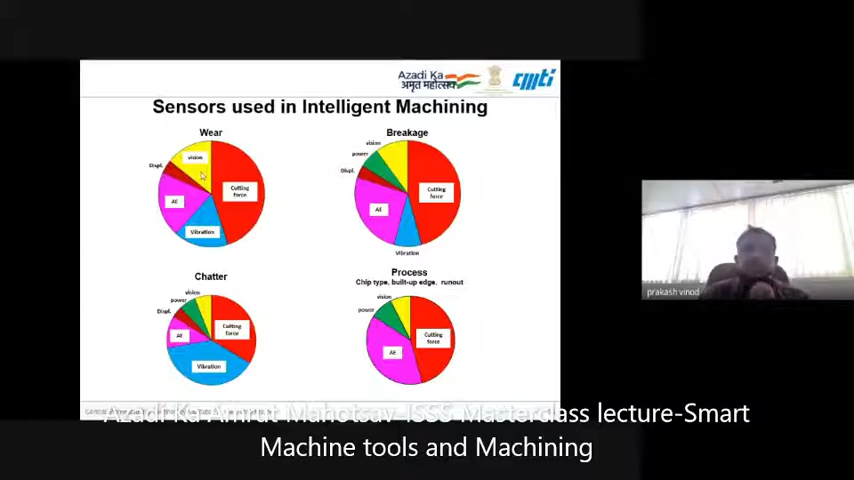 Azadi Ka
अमृत महोत्सव
cmti
Sensors used in Intelligent Machining
Wear
vision
Displ.
Cutting
force
AE
Vibration
Breakage
vision
power
Displ.
Cutting
force
AE
Vibration
Chatter
vision
power
Displ.
Cutting
force
AE
Vibration
Process
Chip type, built-up edge, runout
vision
power
Cutting
force
AE
prakash vinod
Azadi Ka Amrut Mahotsav-ISSS Masterclass lecture-Smart
Machine tools and Machining